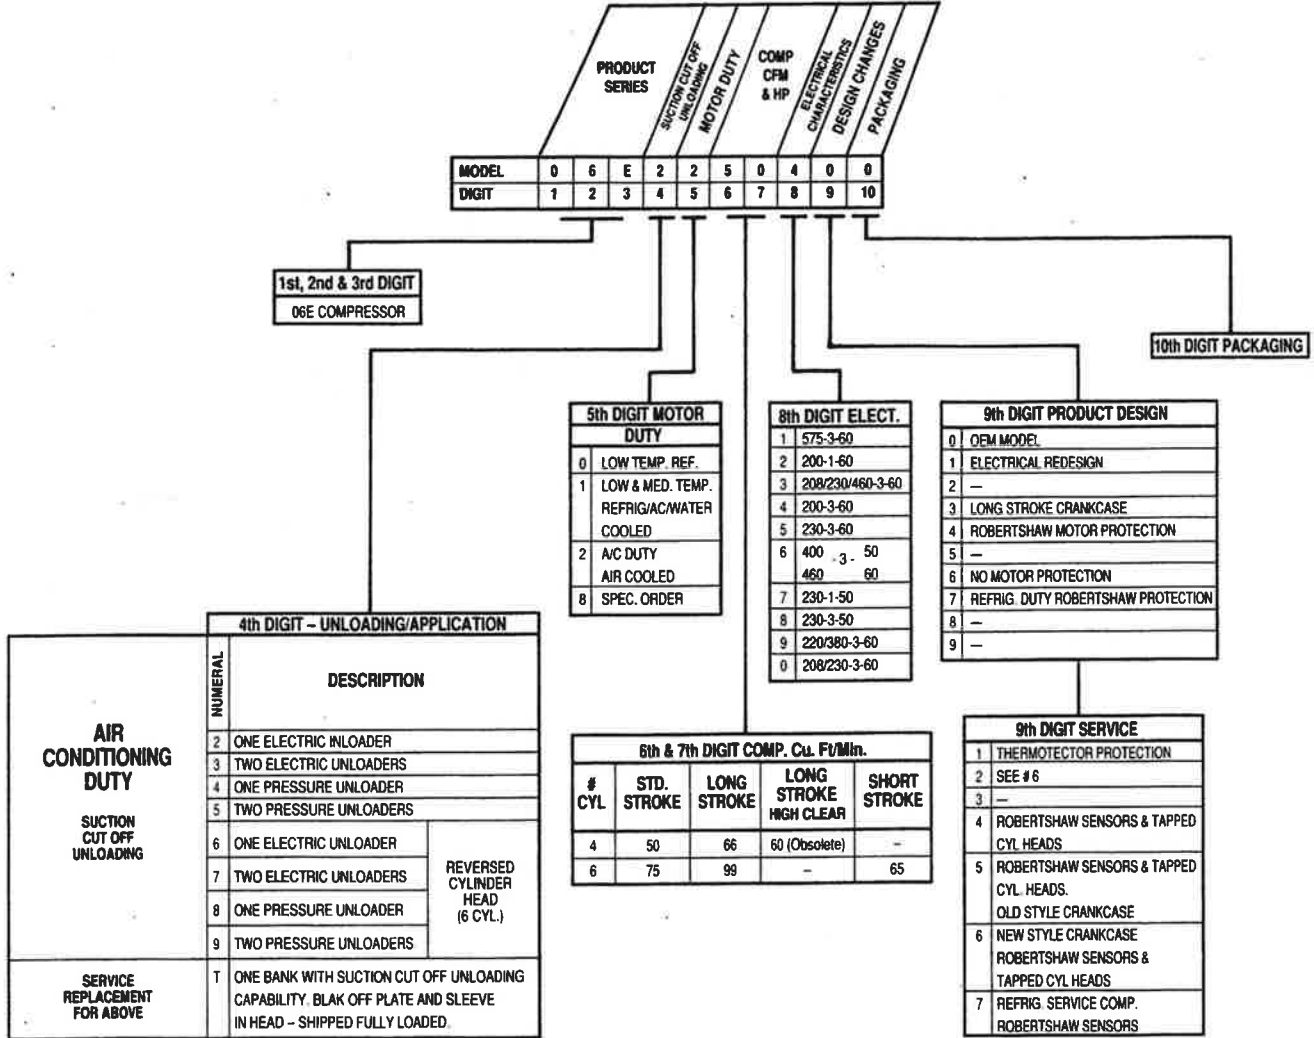 PRODUCT
SERIES
SUCTION CUT OFF
UNLOADING
MOTOR DUTY
COMP
CFM
& HP
ELECTRICAL
CHARACTERISTICS
DESIGN CHANGES
PACKAGING
MODEL 0 6 E 2 2 5 0 4 0 0
DIGIT 1 2 3 4 5 6 7 8 9 10
1st, 2nd & 3rd DIGIT
06E COMPRESSOR
10th DIGIT PACKAGING
5th DIGIT MOTOR
DUTY
0 LOW TEMP. REF.
1 LOW & MED. TEMP.
REFRIG/AC/WATER
COOLED
2 A/C DUTY
AIR COOLED
8 SPEC. ORDER
8th DIGIT ELECT.
1 575-3-60
2 200-1-60
3 208/230/460-3-60
4 200-3-60
5 230-3-60
6 400 - 3 - 50
460 60
7 230-1-50
8 230-3-50
9 220/380-3-60
0 208/230-3-60
9th DIGIT PRODUCT DESIGN
0 OEM MODEL
1 ELECTRICAL REDESIGN
2 —
3 LONG STROKE CRANKCASE
4 ROBERTSHAW MOTOR PROTECTION
5 —
6 NO MOTOR PROTECTION
7 REFRIG. DUTY ROBERTSHAW PROTECTION
8 —
9 —
4th DIGIT – UNLOADING/APPLICATION
NUMERAL
DESCRIPTION
AIR
CONDITIONING
DUTY
SUCTION
CUT OFF
UNLOADING
2 ONE ELECTRIC INLOADER
3 TWO ELECTRIC UNLOADERS
4 ONE PRESSURE UNLOADER
5 TWO PRESSURE UNLOADERS
6 ONE ELECTRIC UNLOADER
7 TWO ELECTRIC UNLOADERS
8 ONE PRESSURE UNLOADER
9 TWO PRESSURE UNLOADERS
REVERSED
CYLINDER
HEAD
(6 CYL.)
SERVICE
REPLACEMENT
FOR ABOVE
T ONE BANK WITH SUCTION CUT OFF UNLOADING
CAPABILITY. BLAK OFF PLATE AND SLEEVE
IN HEAD – SHIPPED FULLY LOADED.
6th & 7th DIGIT COMP. Cu. Ft/Min.
# CYL
STD. STROKE
LONG STROKE
LONG STROKE HIGH CLEAR
SHORT STROKE
4 50 66 60 (Obsolete) –
6 75 99 – 65
9th DIGIT SERVICE
1 THERMOTECTOR PROTECTION
2 SEE # 6
3 —
4 ROBERTSHAW SENSORS & TAPPED
CYL HEADS
5 ROBERTSHAW SENSORS & TAPPED
CYL. HEADS.
OLD STYLE CRANKCASE
6 NEW STYLE CRANKCASE
ROBERTSHAW SENSORS &
TAPPED CYL HEADS
7 REFRIG. SERVICE COMP.
ROBERTSHAW SENSORS